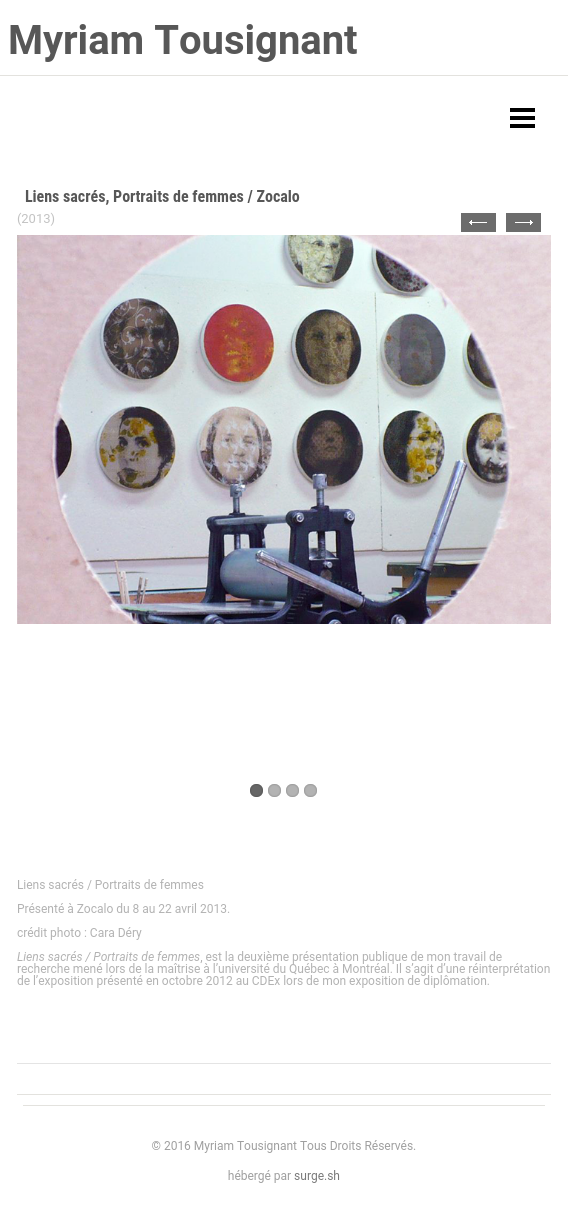 Myriam Tousignant
Liens sacrés, Portraits de femmes / Zocalo
(2013)
Liens sacrés / Portraits de femmes
Présenté à Zocalo du 8 au 22 avril 2013.
crédit photo : Cara Déry
Liens sacrés / Portraits de femmes, est la deuxième présentation publique de mon travail de
recherche mené lors de la maîtrise à l’université du Québec à Montréal. Il s’agit d’une réinterprétation
de l’exposition présenté en octobre 2012 au CDEx lors de mon exposition de diplômation.
© 2016 Myriam Tousignant Tous Droits Réservés.
hébergé par surge.sh